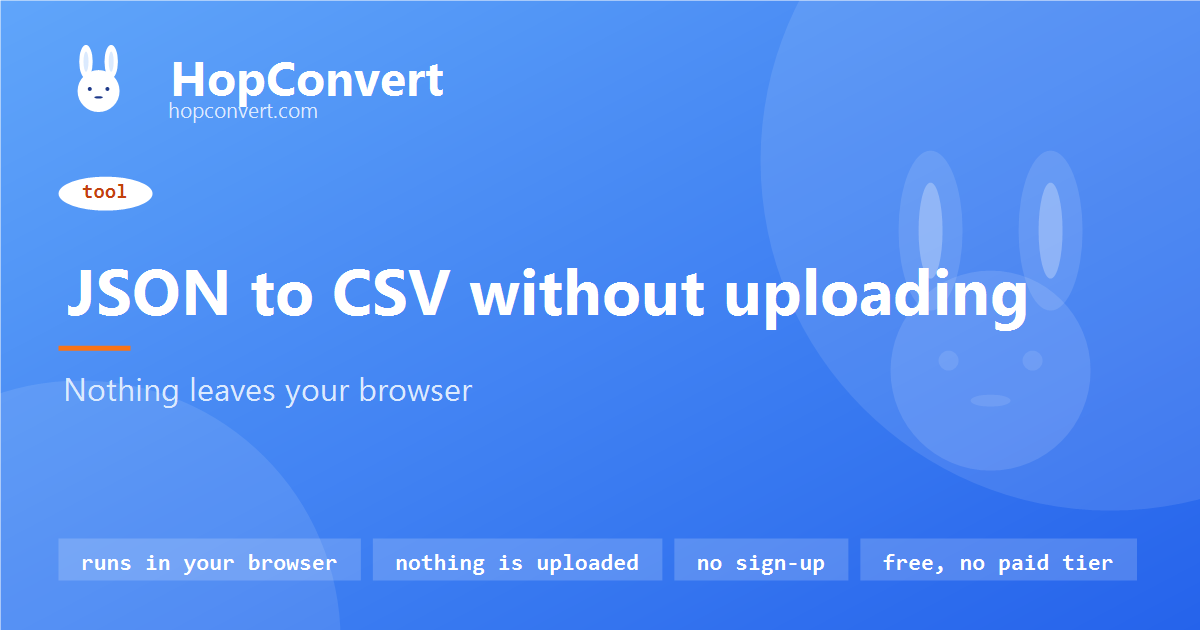 HopConvert
hopconvert.com
tool
JSON to CSV without uploading
Nothing leaves your browser
runs in your browser
nothing is uploaded
no sign-up
free, no paid tier